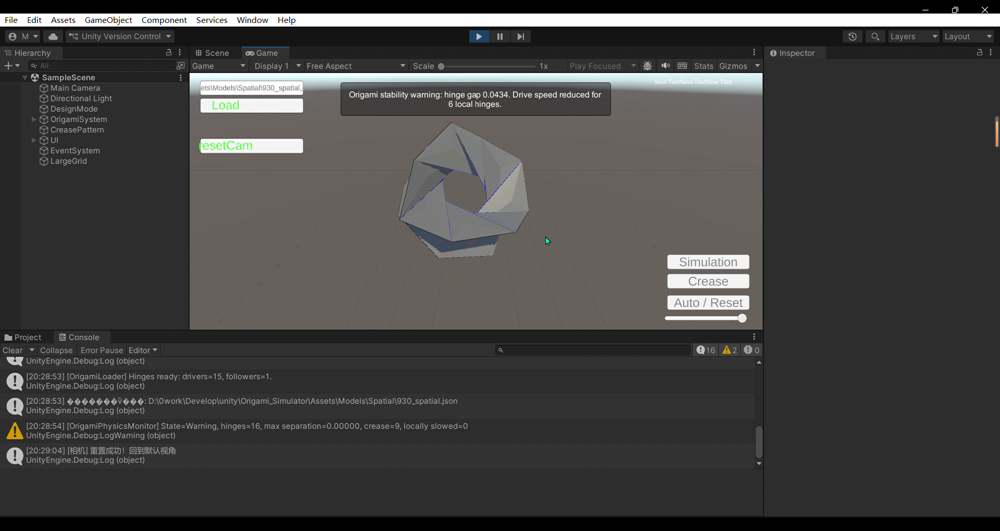 File Edit Assets GameObject Component Services Window Help
M Unity Version Control Layers Layout
Hierarchy Scene Game Inspector
All Game Display 1 Free Aspect Scale 1x Play Focused Stats Gizmos
SampleScene
Main Camera
Directional Light
DesignMode
OrigamiSystem
CreasePattern
UI
EventSystem
LargeGrid
ets\Models\Spatial\930_spatial.j
Load
resetCam
Origami stability warning: hinge gap 0.0434. Drive speed reduced for
6 local hinges.
New TextNew TextNew Text
Simulation
Crease
Auto / Reset
Project Console
Clear Collapse Error Pause Editor 16 2 0
UnityEngine.Debug:Log (object)
[20:28:53] [OrigamiLoader] Hinges ready: drivers=15, followers=1.
UnityEngine.Debug:Log (object)
[20:28:53] : D:\0work\Develop\unity\Origami_Simulator\Assets\Models\Spatial\930_spatial.json
UnityEngine.Debug:Log (object)
[20:28:54] [OrigamiPhysicsMonitor] State=Warning, hinges=16, max separation=0.00000, crease=9, locally slowed=0
UnityEngine.Debug:LogWarning (object)
[20:29:04] [相机] 重置成功！回到默认视角
UnityEngine.Debug:Log (object)